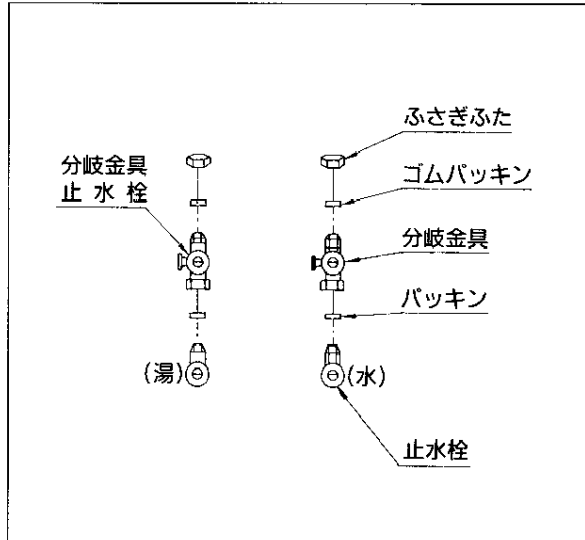 ふさぎふた
分岐金具
止水栓
ゴムパッキン
分岐金具
パッキン
(湯)
(水)
止水栓